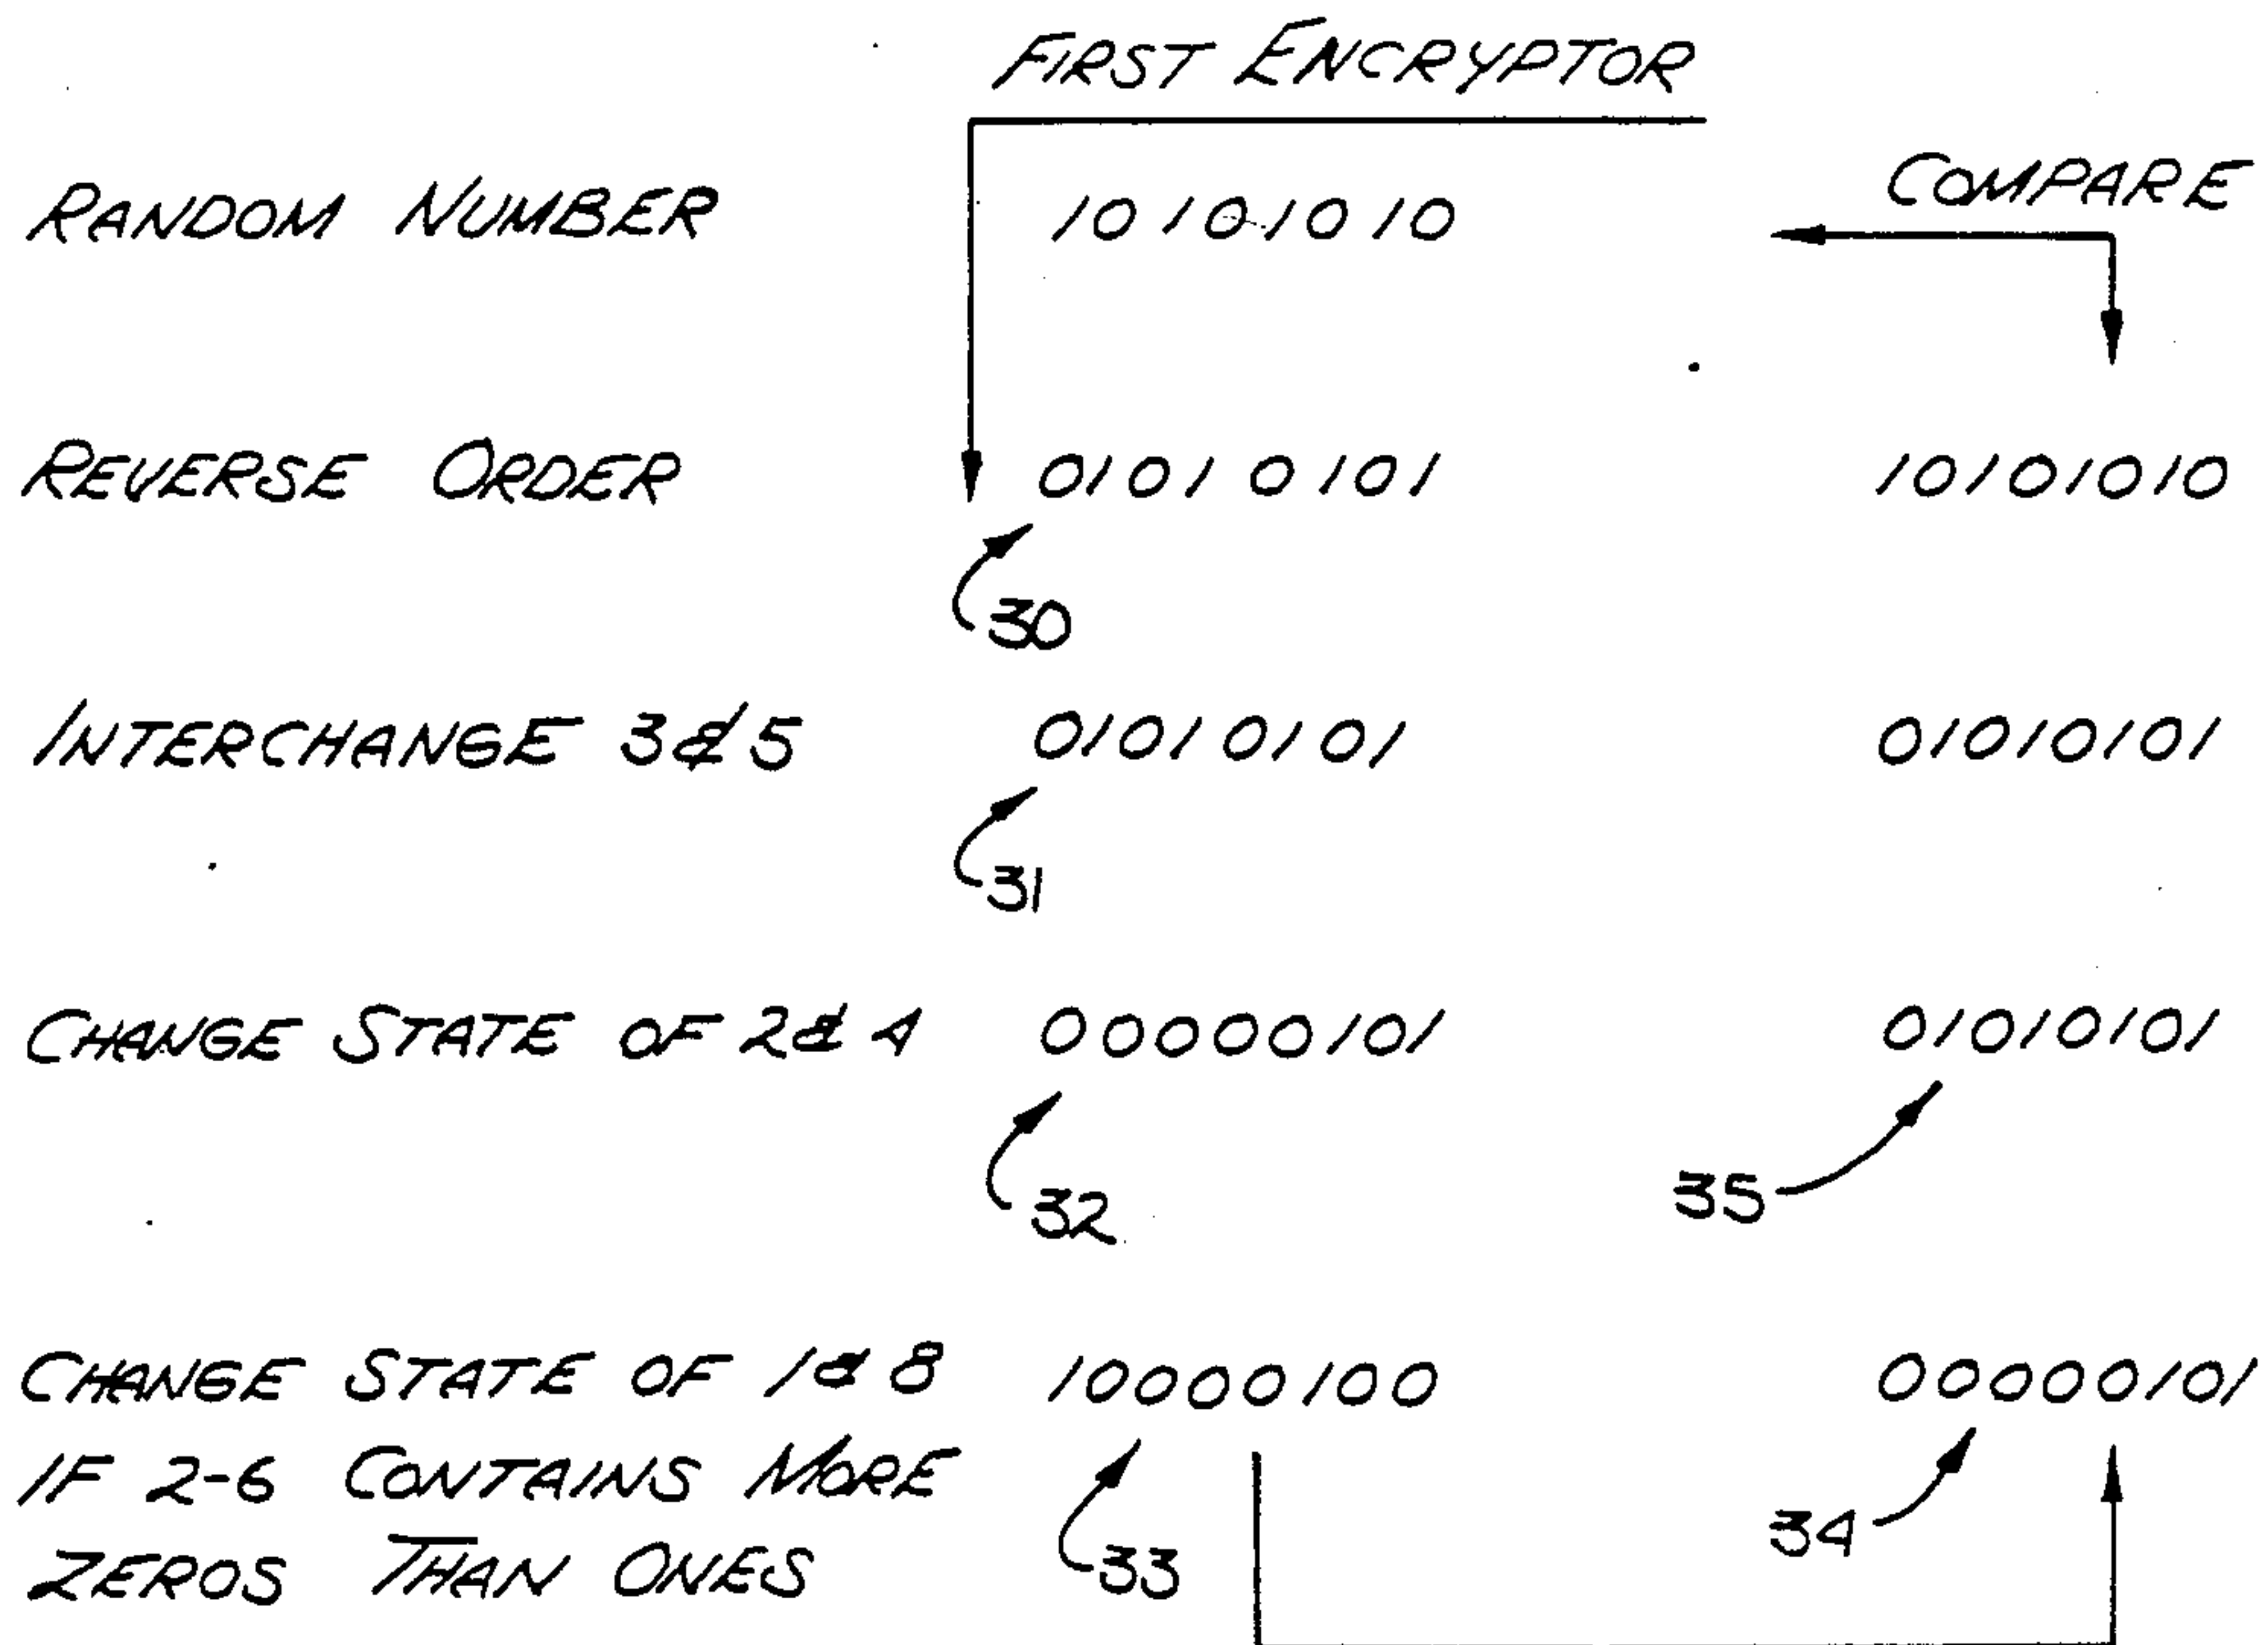 FIRST ENCRYPTOR
RANDOM NUMBER 10101010 COMPARE
REVERSE ORDER 01010101 10101010
30
INTERCHANGE 3&5 01010101 01010101
31
CHANGE STATE OF 2&4 00000101 01010101
32 35
CHANGE STATE OF 1&8 10000100 00000101
IF 2-6 CONTAINS MORE
33 34
ZEROS THAN ONES